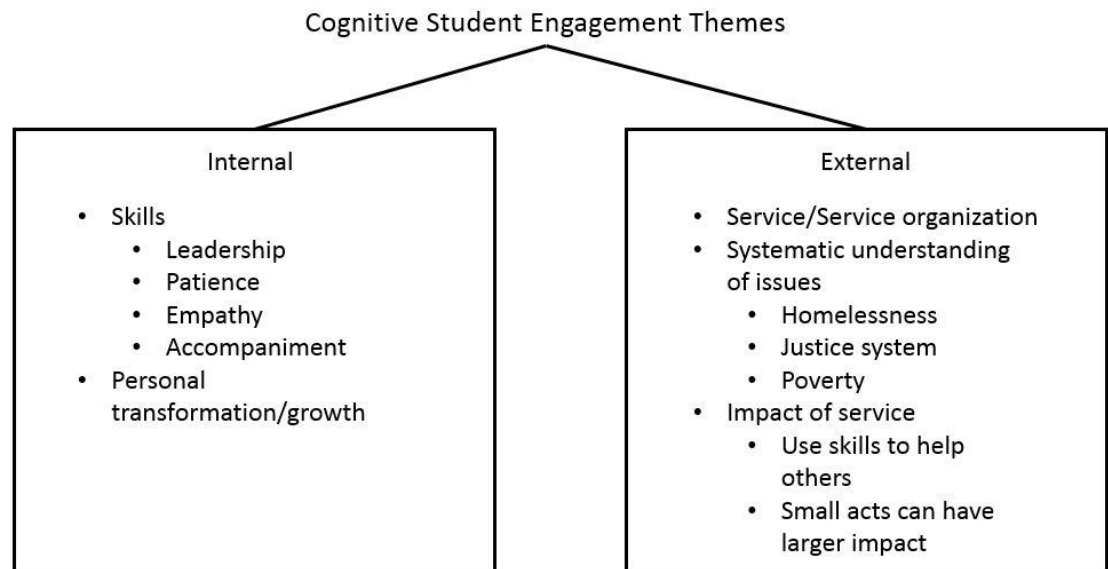 Cognitive Student Engagement Themes
Internal
• Skills
• Leadership
• Patience
• Empathy
• Accompaniment
• Personal
transformation/growth
External
• Service/Service organization
• Systematic understanding
of issues
• Homelessness
• Justice system
• Poverty
• Impact of service
• Use skills to help
others
• Small acts can have
larger impact